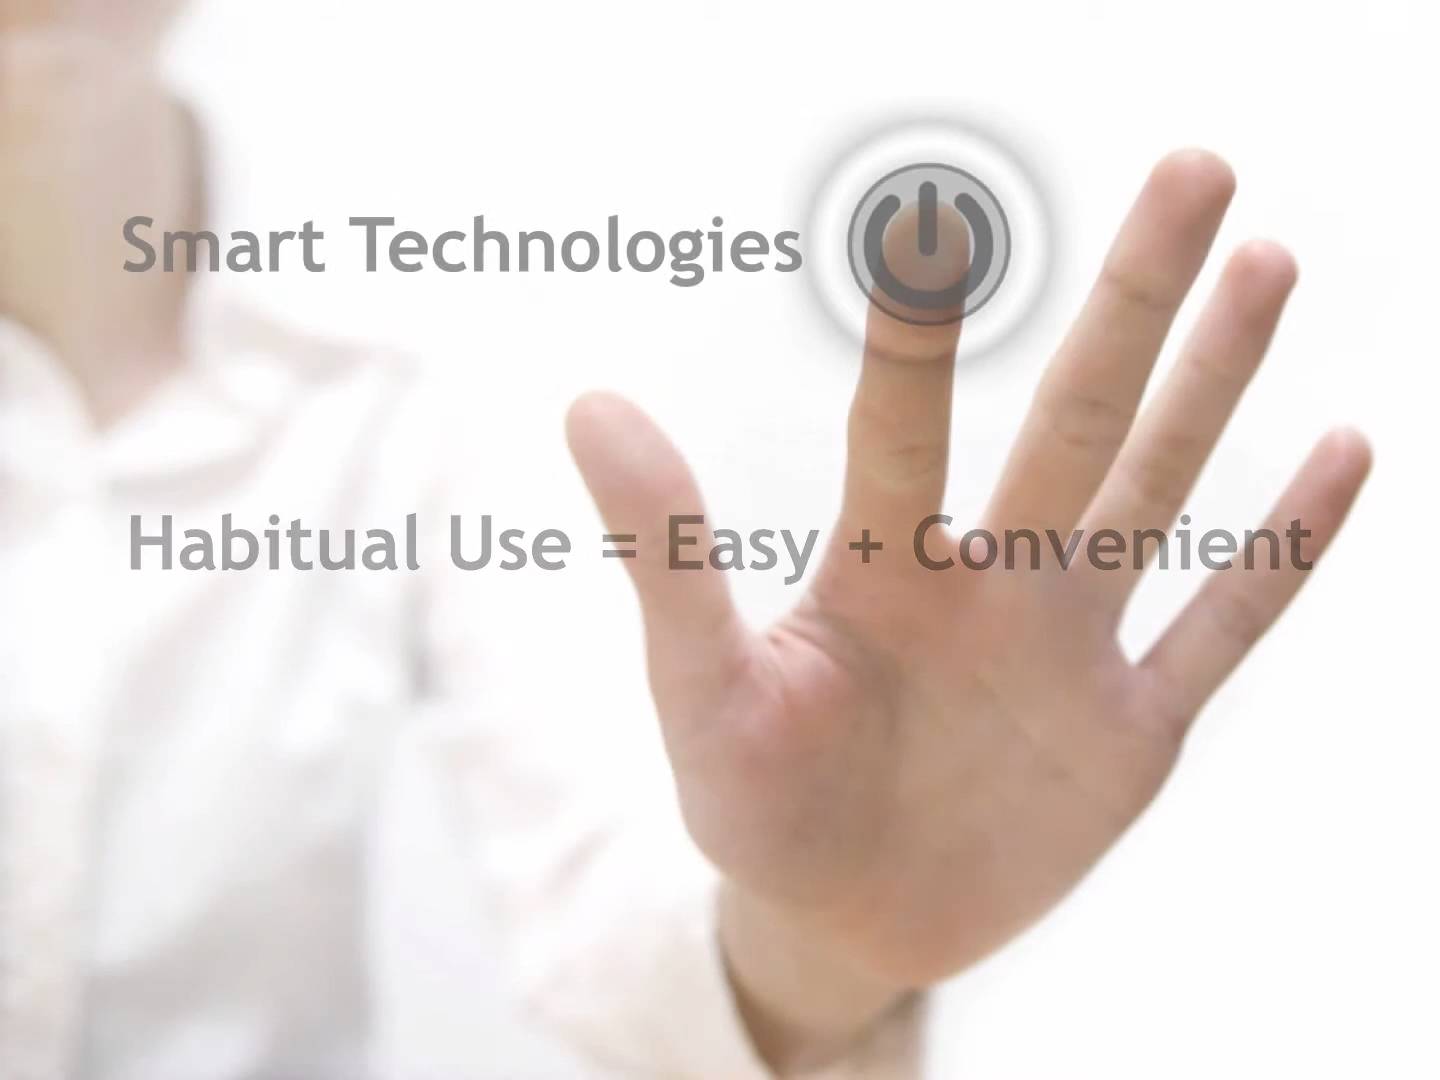 Smart Technologies
Habitual Use = Easy + Convenient